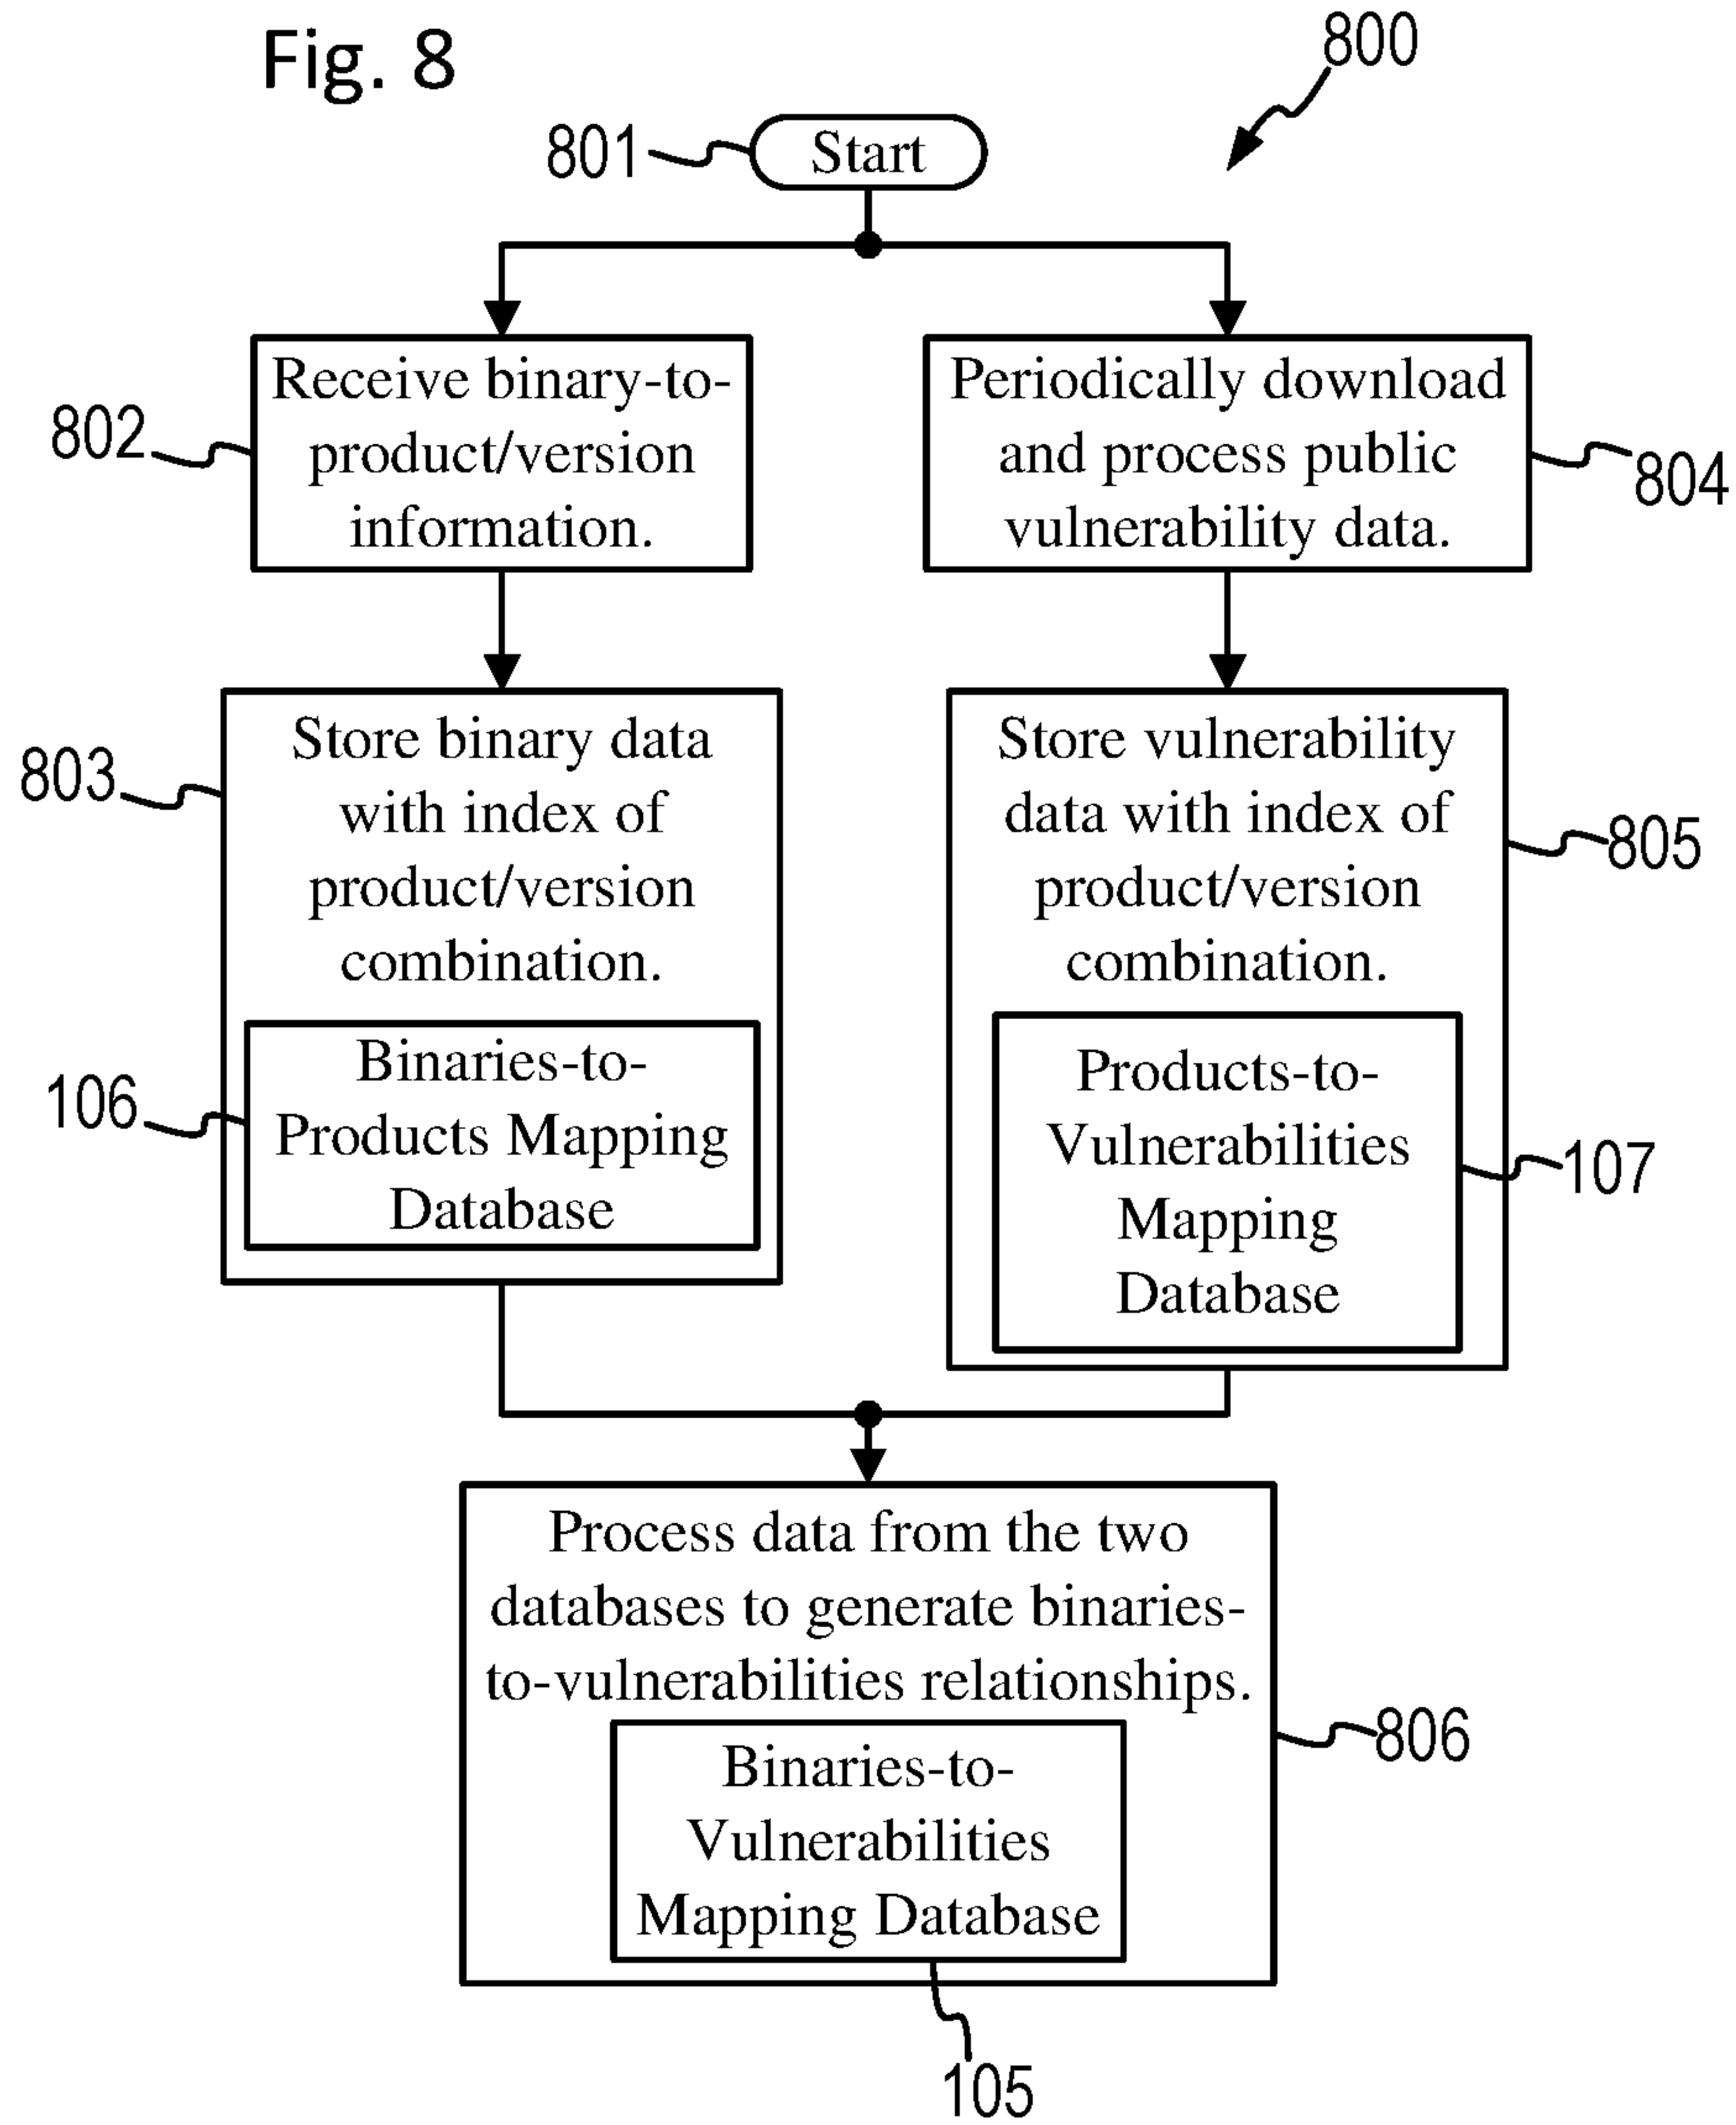 Fig. 8
800
801
Start
802
Receive binary-to-
product/version
information.
Periodically download
and process public
vulnerability data.
804
803
Store binary data
with index of
product/version
combination.
106
Binaries-to-
Products Mapping
Database
Store vulnerability
data with index of
product/version
combination.
805
Products-to-
Vulnerabilities
Mapping
Database
107
Process data from the two
databases to generate binaries-
to-vulnerabilities relationships.
806
Binaries-to-
Vulnerabilities
Mapping Database
105